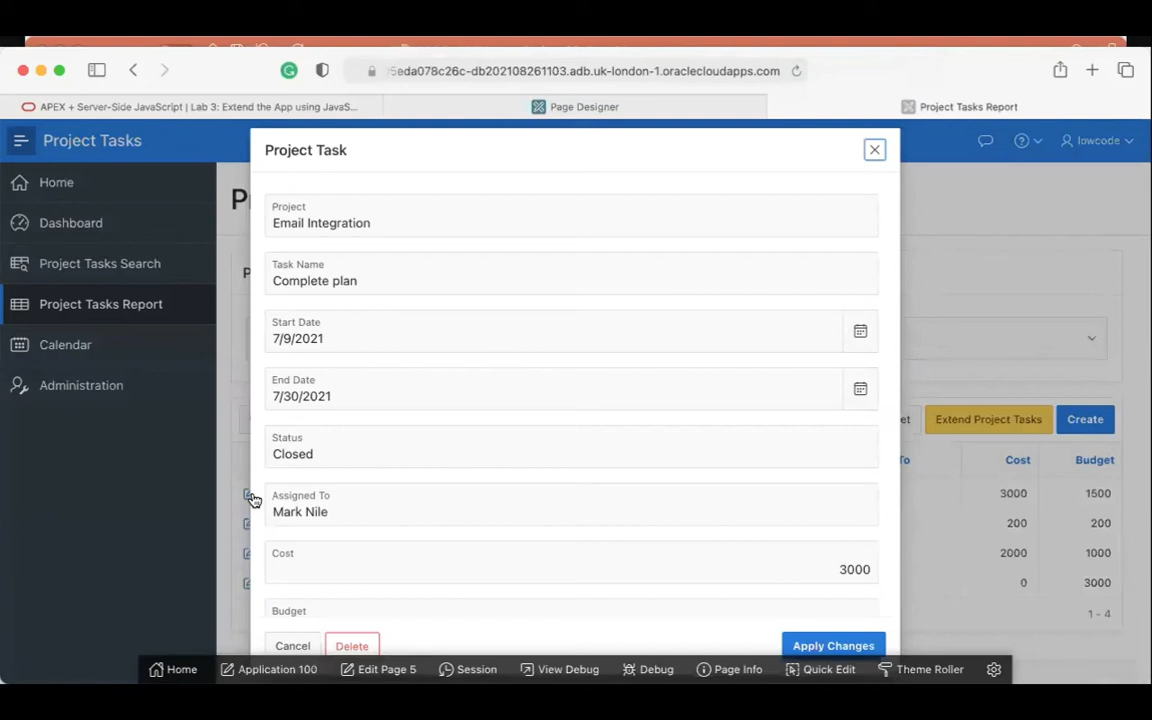 5eda078c26c-db202108261103.adb.uk-london-1.oraclecloudapps.com
APEX + Server-Side JavaScript | Lab 3: Extend the App using JavaS...
Page Designer
Project Tasks Report
Project Tasks
lowcode
Home
Dashboard
Project Tasks Search
Project Tasks Report
Calendar
Administration
Project Task
Project
Email Integration
Task Name
Complete plan
Start Date
7/9/2021
End Date
7/30/2021
Status
Closed
Assigned To
Mark Nile
Cost
3000
Budget
Cancel
Delete
Apply Changes
P
P
et
Extend Project Tasks
Create
To
Cost
Budget
3000
1500
200
200
2000
1000
0
3000
1 - 4
Home
Application 100
Edit Page 5
Session
View Debug
Debug
Page Info
Quick Edit
Theme Roller